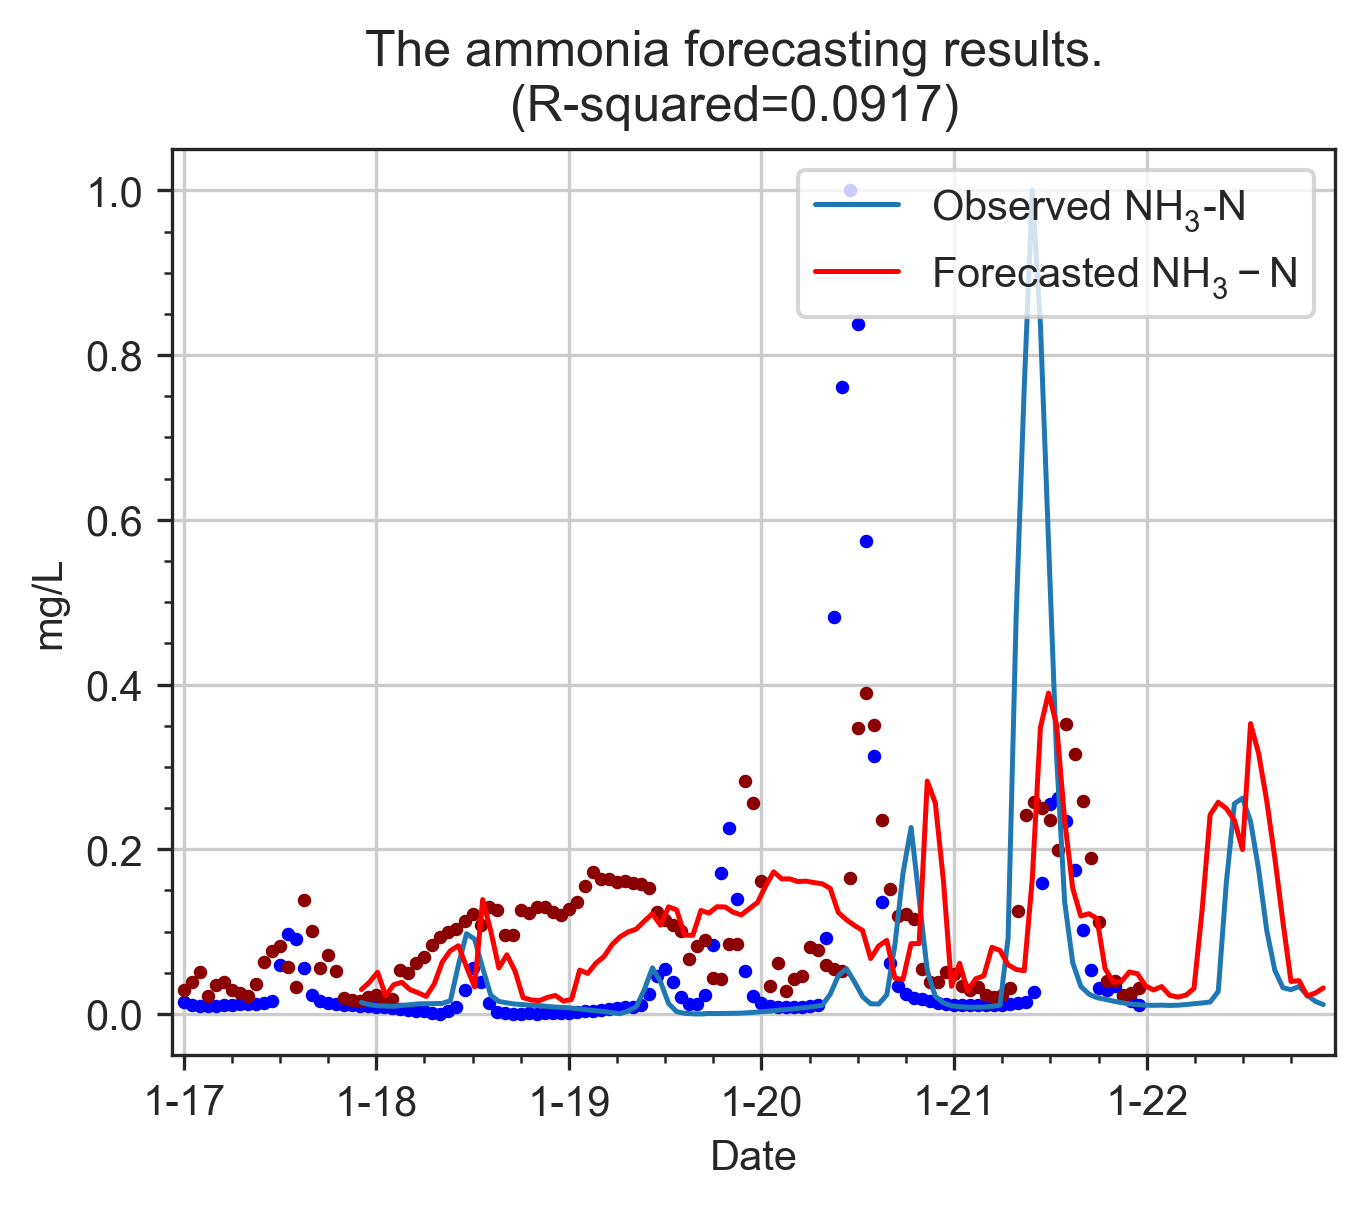 The ammonia forecasting results.
(R-squared=0.0917)
Observed NH₃-N
Forecasted NH₃ − N
1.0
0.8
0.6
0.4
0.2
0.0
mg/L
1-17 1-18 1-19 1-20 1-21 1-22
Date